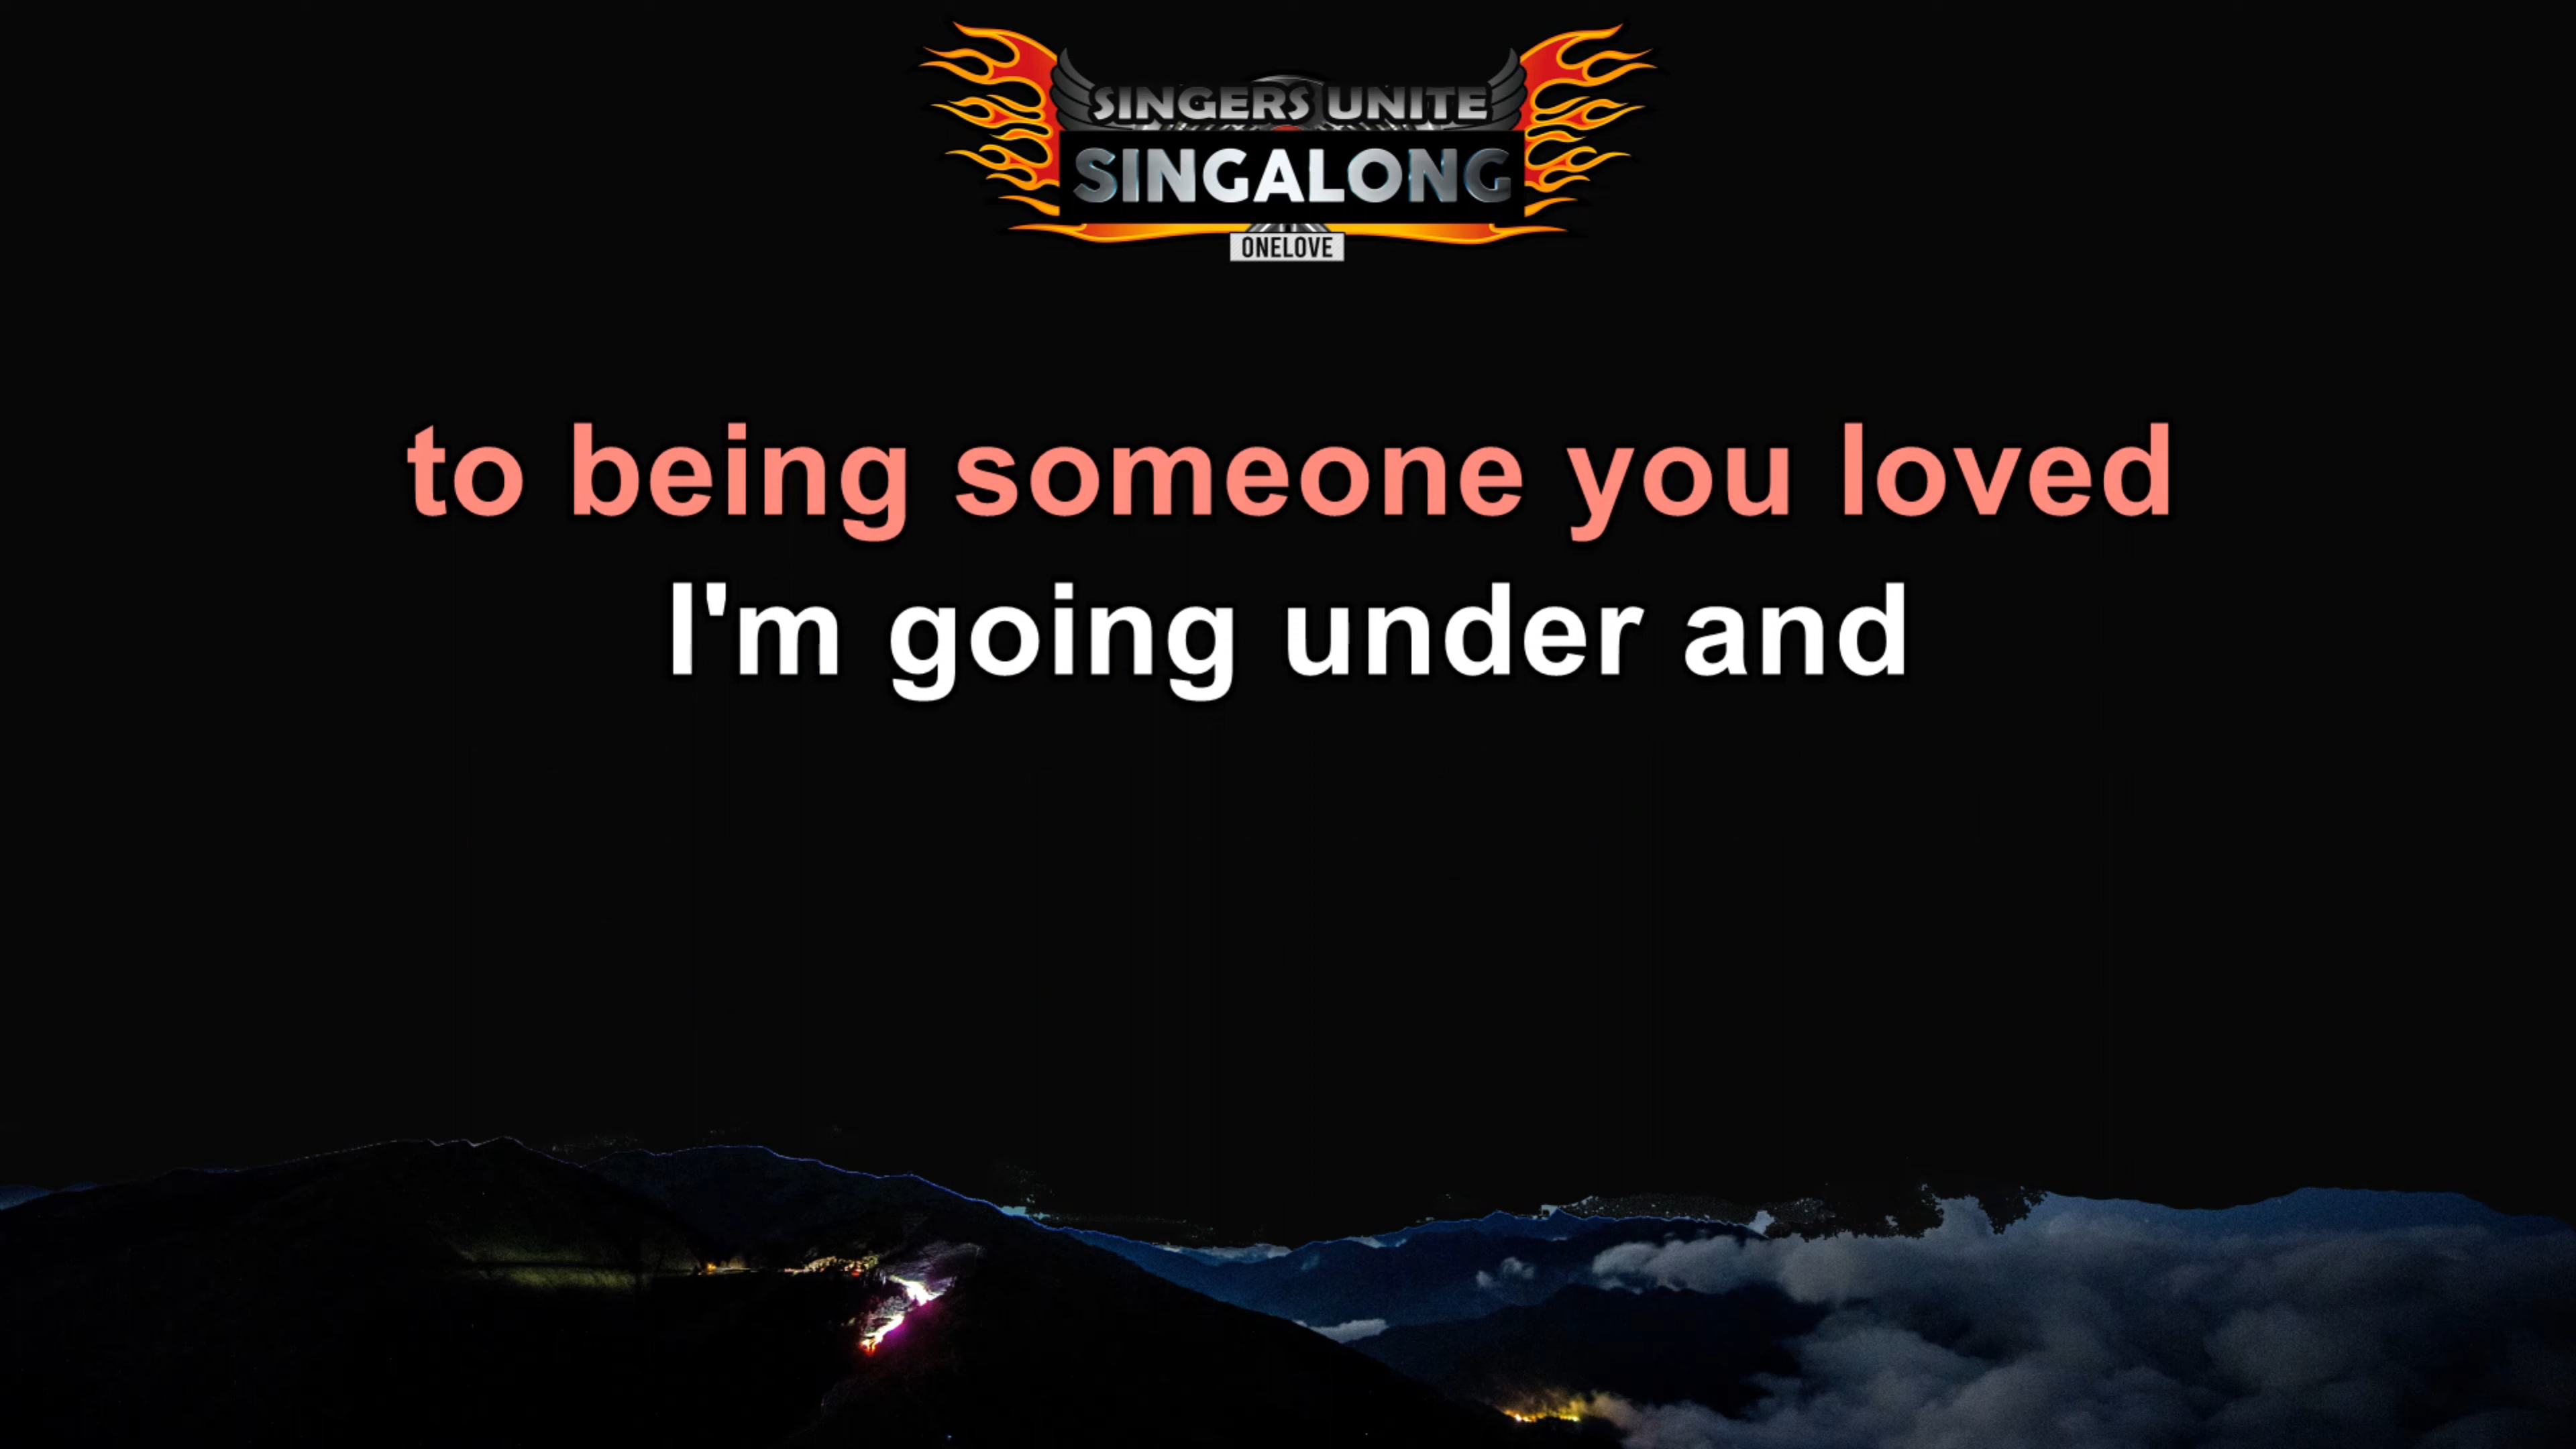 SINGERS UNITE
SINGALONG
ONELOVE
to being someone you loved
I'm going under and